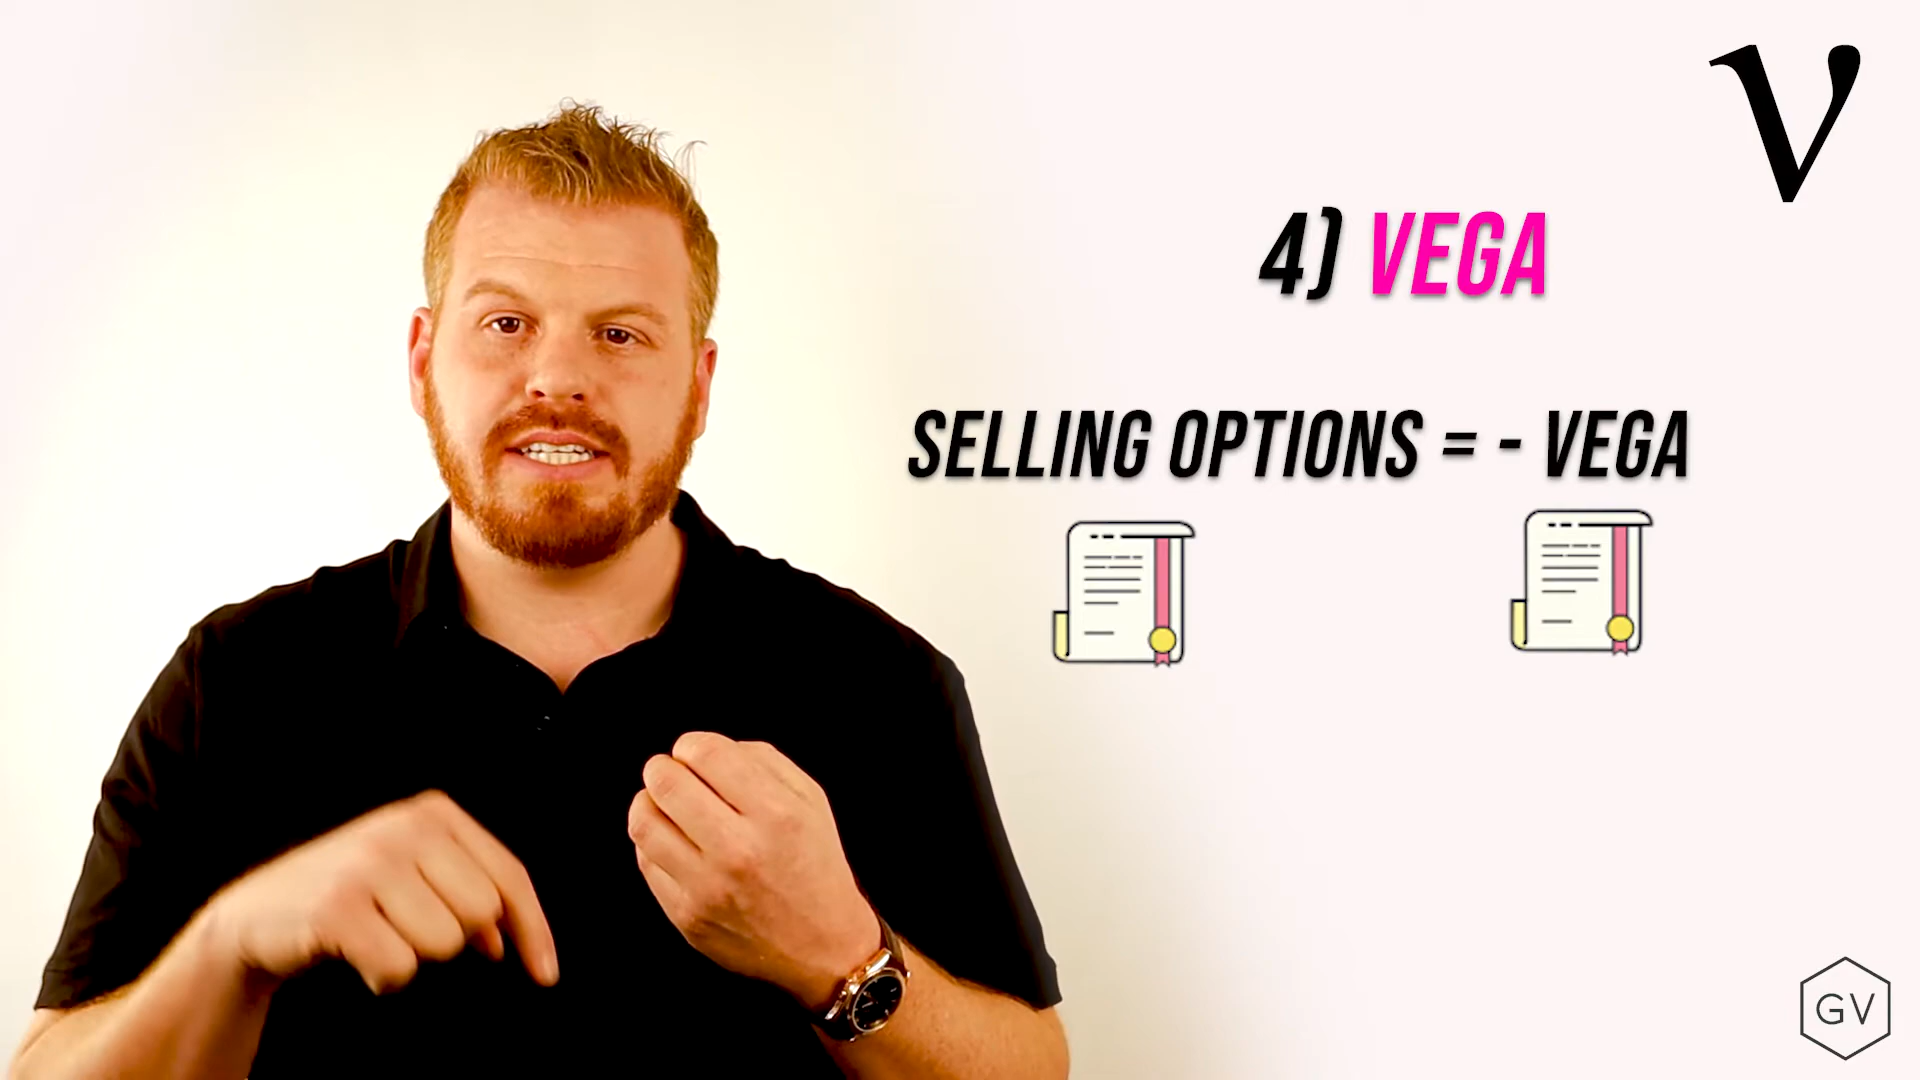 ν
4) VEGA
SELLING OPTIONS = - VEGA
GV